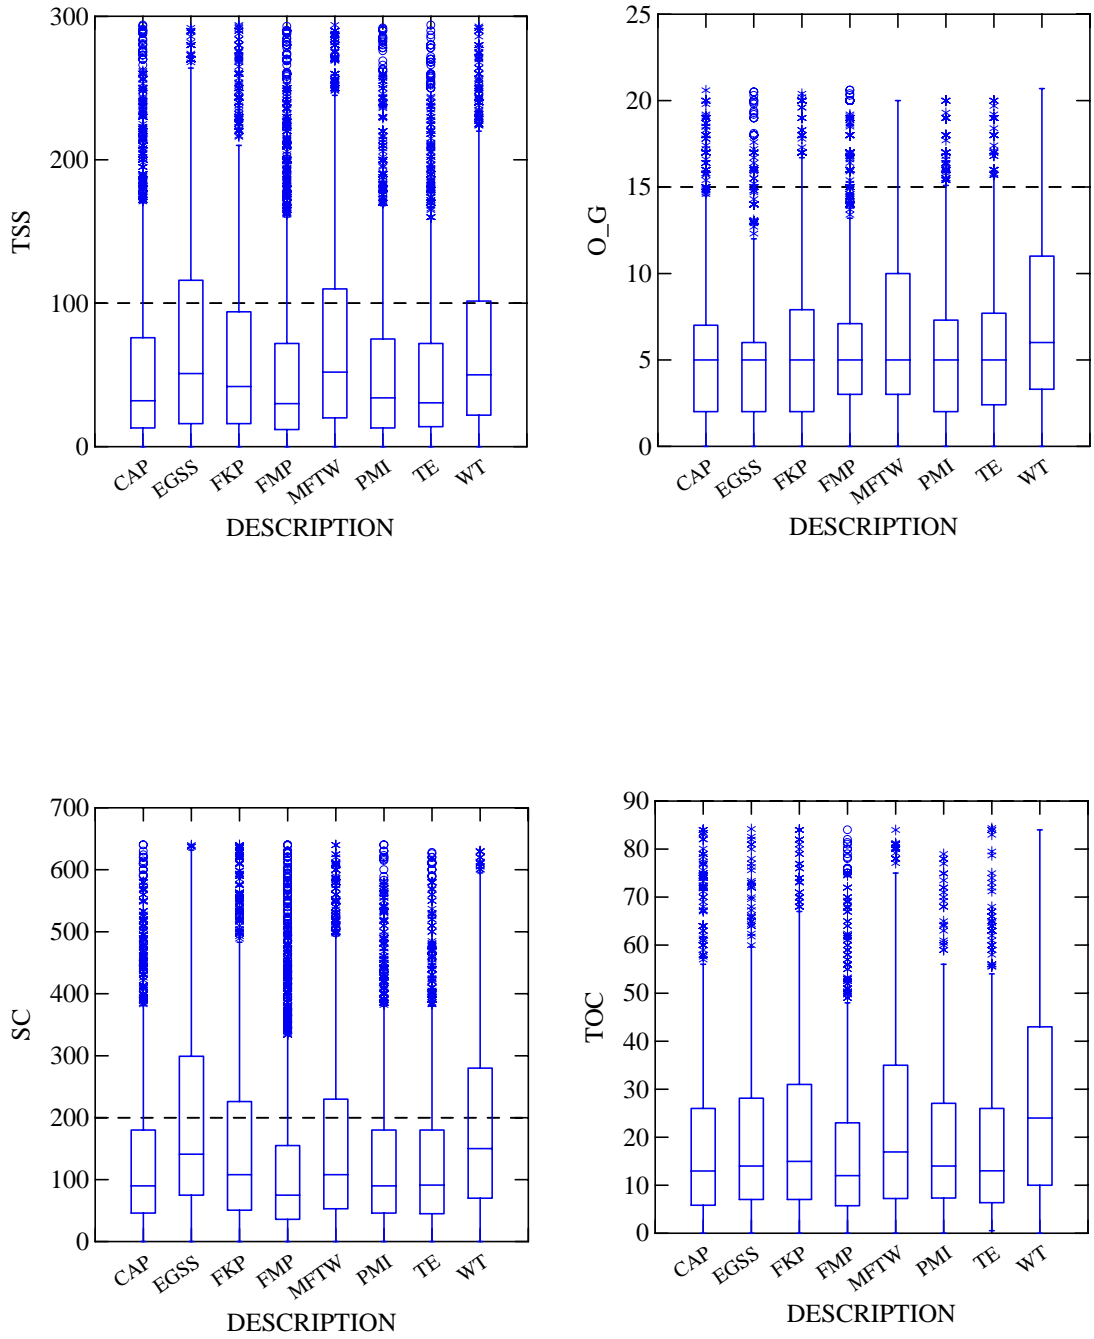 300
200
100
0
TSS
CAP
EGSS
FKP
FMP
MFTW
PMI
TE
WT
DESCRIPTION
25
20
15
10
5
0
O_G
CAP
EGSS
FKP
FMP
MFTW
PMI
TE
WT
DESCRIPTION
700
600
500
400
300
200
100
0
SC
CAP
EGSS
FKP
FMP
MFTW
PMI
TE
WT
DESCRIPTION
90
80
70
60
50
40
30
20
10
0
TOC
CAP
EGSS
FKP
FMP
MFTW
PMI
TE
WT
DESCRIPTION